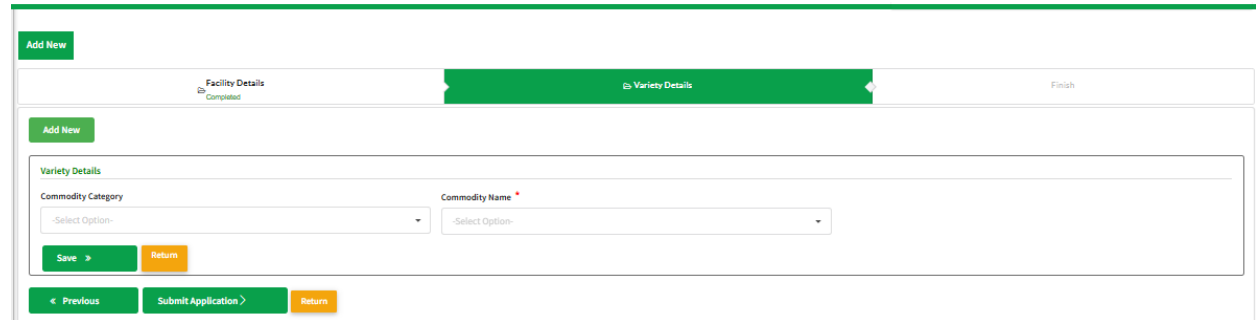 Add New
Facility Details
Completed
Variety Details
Finish
Add New
Variety Details
Commodity Category
Commodity Name *
-Select Option-
-Select Option-
Save »
Return
« Previous
Submit Application >
Return